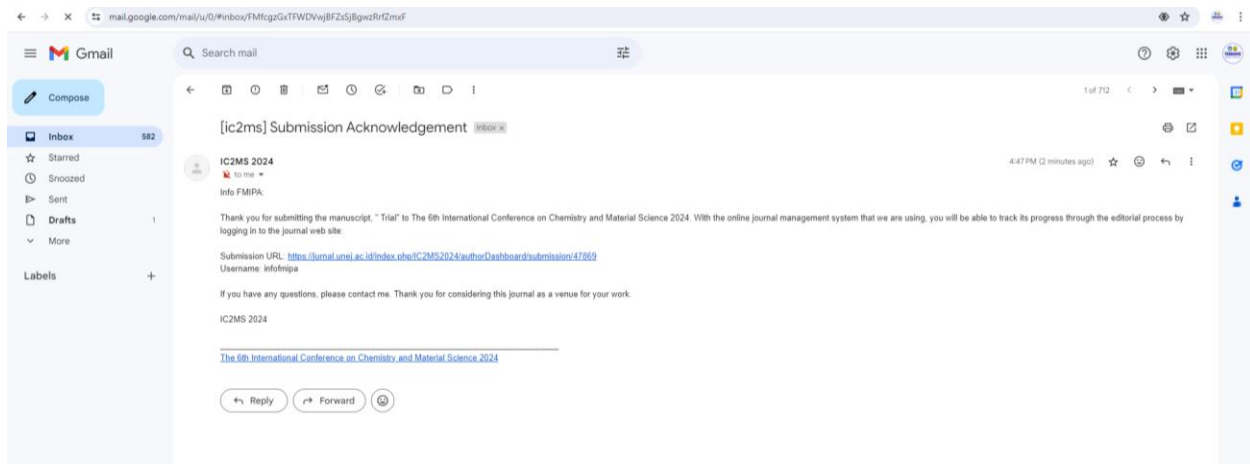 mail.google.com/mail/u/0/#inbox/FMfcgzGxTFWDVwjBFZsSjBgwzRrfZmxF
Gmail
Search mail
Compose
1 of 712
[ic2ms] Submission Acknowledgement Inbox x
Inbox 582
Starred
Snoozed
Sent
Drafts 1
More
Labels +
IC2MS 2024
4:47 PM (2 minutes ago)
to me
Info FMIPA:
Thank you for submitting the manuscript, " Trial" to The 6th International Conference on Chemistry and Material Science 2024. With the online journal management system that we are using, you will be able to track its progress through the editorial process by
logging in to the journal web site:
Submission URL: https://jurnal.unej.ac.id/index.php/IC2MS2024/authorDashboard/submission/47869
Username: infofmipa
If you have any questions, please contact me. Thank you for considering this journal as a venue for your work.
IC2MS 2024
The 6th International Conference on Chemistry and Material Science 2024
Reply
Forward